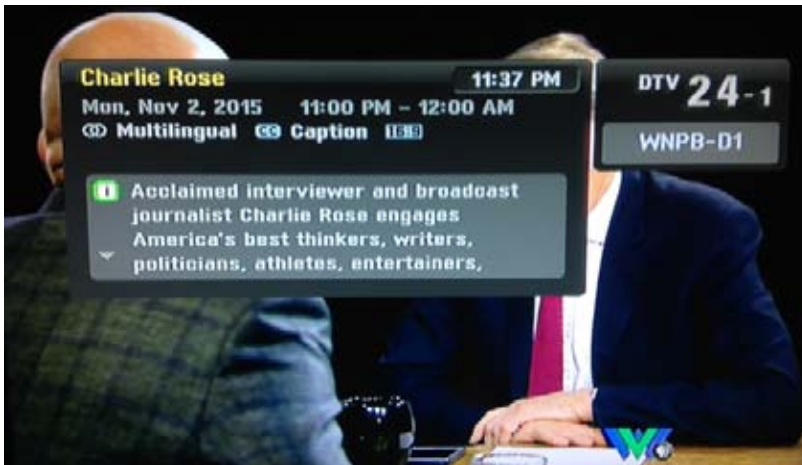 Charlie Rose
11:37 PM
Mon, Nov 2, 2015 11:00 PM - 12:00 AM
Multilingual CC Caption 16:9
i Acclaimed interviewer and broadcast
journalist Charlie Rose engages
America's best thinkers, writers,
politicians, athletes, entertainers,
DTV 24-1
WNPB-D1
W